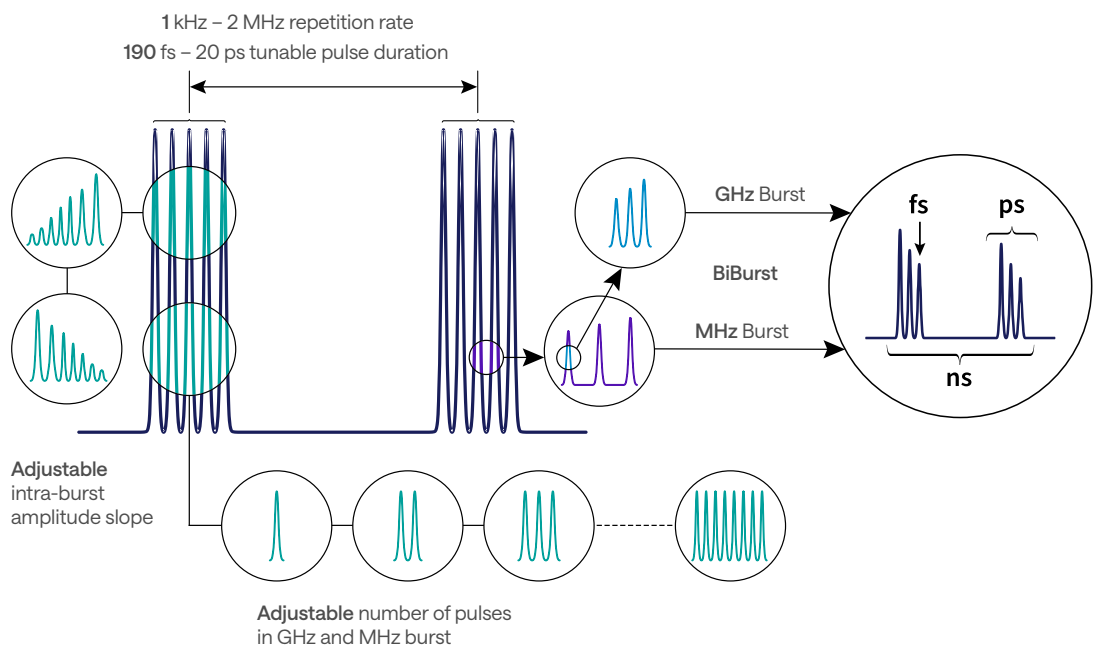 1 kHz – 2 MHz repetition rate
190 fs – 20 ps tunable pulse duration
GHz Burst
BiBurst
MHz Burst
fs
ps
ns
Adjustable
intra-burst
amplitude slope
Adjustable number of pulses
in GHz and MHz burst